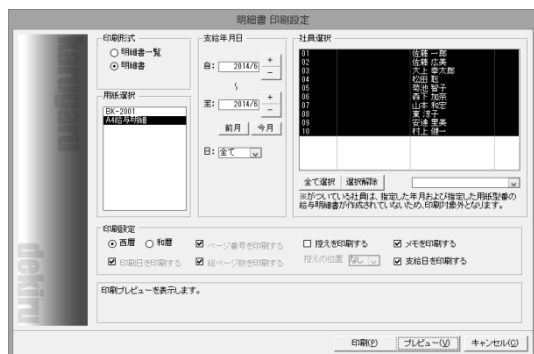 明細書 印刷設定
印刷形式
明細書一覧
明細書
用紙選択
BK-2001
A4給与明細
支給年月日
自: 2014/6 + -
至: 2014/6 + -
前月 今月
日: 全て
社員選択
01 佐藤 一郎
02 佐藤 広美
03 大上 幸太郎
04 松田 聡
05 菊池 智子
06 森下 加奈
07 山本 和宏
08 東 洋子
09 安達 里美
10 村上 健一
全て選択 選択解除
※がついている社員は、指定した年月および指定した用紙型番の
給与明細書が作成されていないため、印刷対象外となります。
印刷設定
西暦 和暦 ページ番号を印刷する 控えを印刷する メモを印刷する
印刷日を印刷する 総ページ数を印刷する 控えの位置 なし 支給日を印刷する
印刷プレビューを表示します。
印刷(P) プレビュー(V) キャンセル(C)
karugaru
dekiru